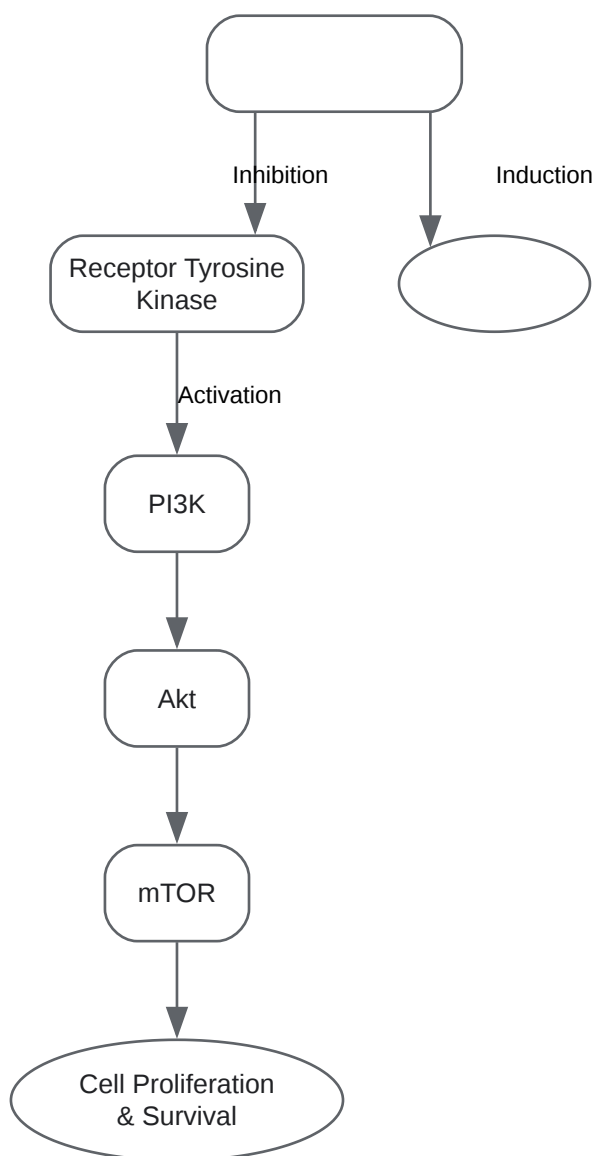 Inhibition
Induction
Receptor Tyrosine
Kinase
Activation
PI3K
Akt
mTOR
Cell Proliferation
& Survival